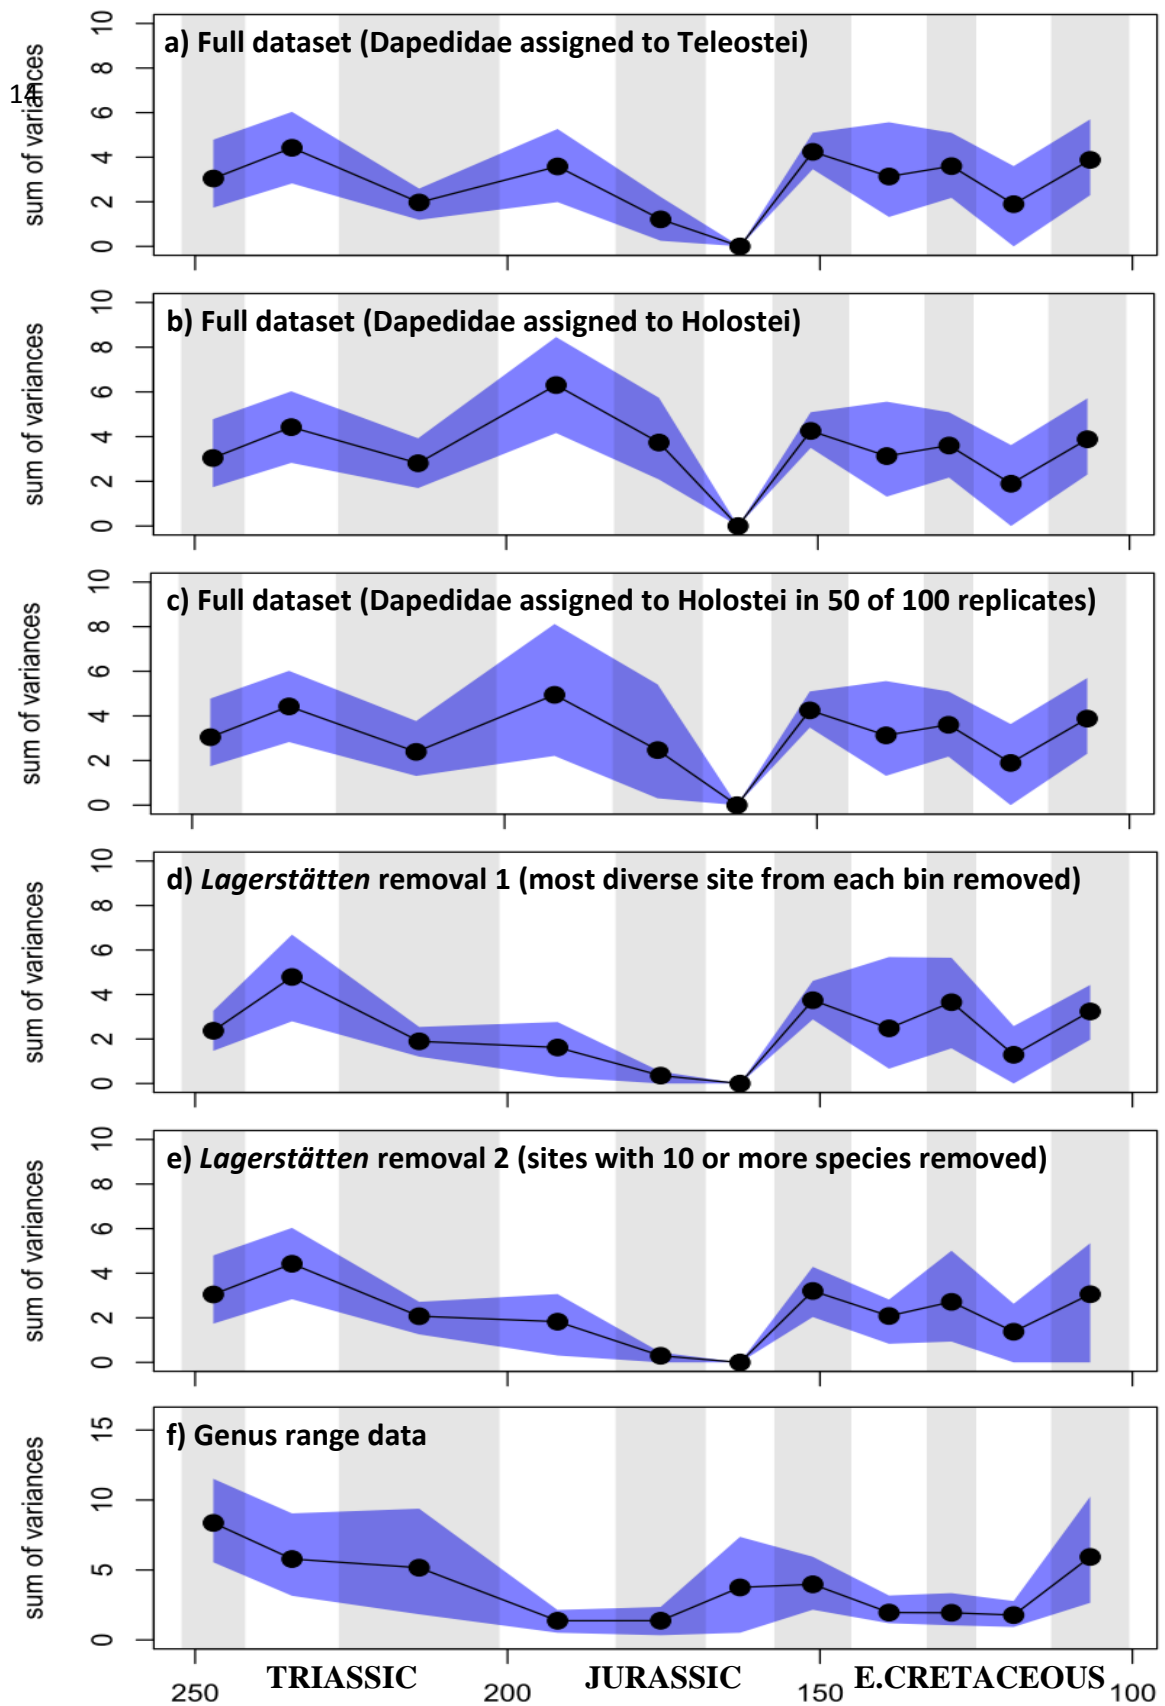 a) Full dataset (Dapedidae assigned to Teleostei)
14
sum of variances
0 2 4 6 8 10
b) Full dataset (Dapedidae assigned to Holostei)
sum of variances
0 2 4 6 8 10
c) Full dataset (Dapedidae assigned to Holostei in 50 of 100 replicates)
sum of variances
0 2 4 6 8 10
d) Lagerstätten removal 1 (most diverse site from each bin removed)
sum of variances
0 2 4 6 8 10
e) Lagerstätten removal 2 (sites with 10 or more species removed)
sum of variances
0 2 4 6 8 10
f) Genus range data
sum of variances
0 5 10 15
TRIASSIC JURASSIC E.CRETACEOUS
250 200 150 100